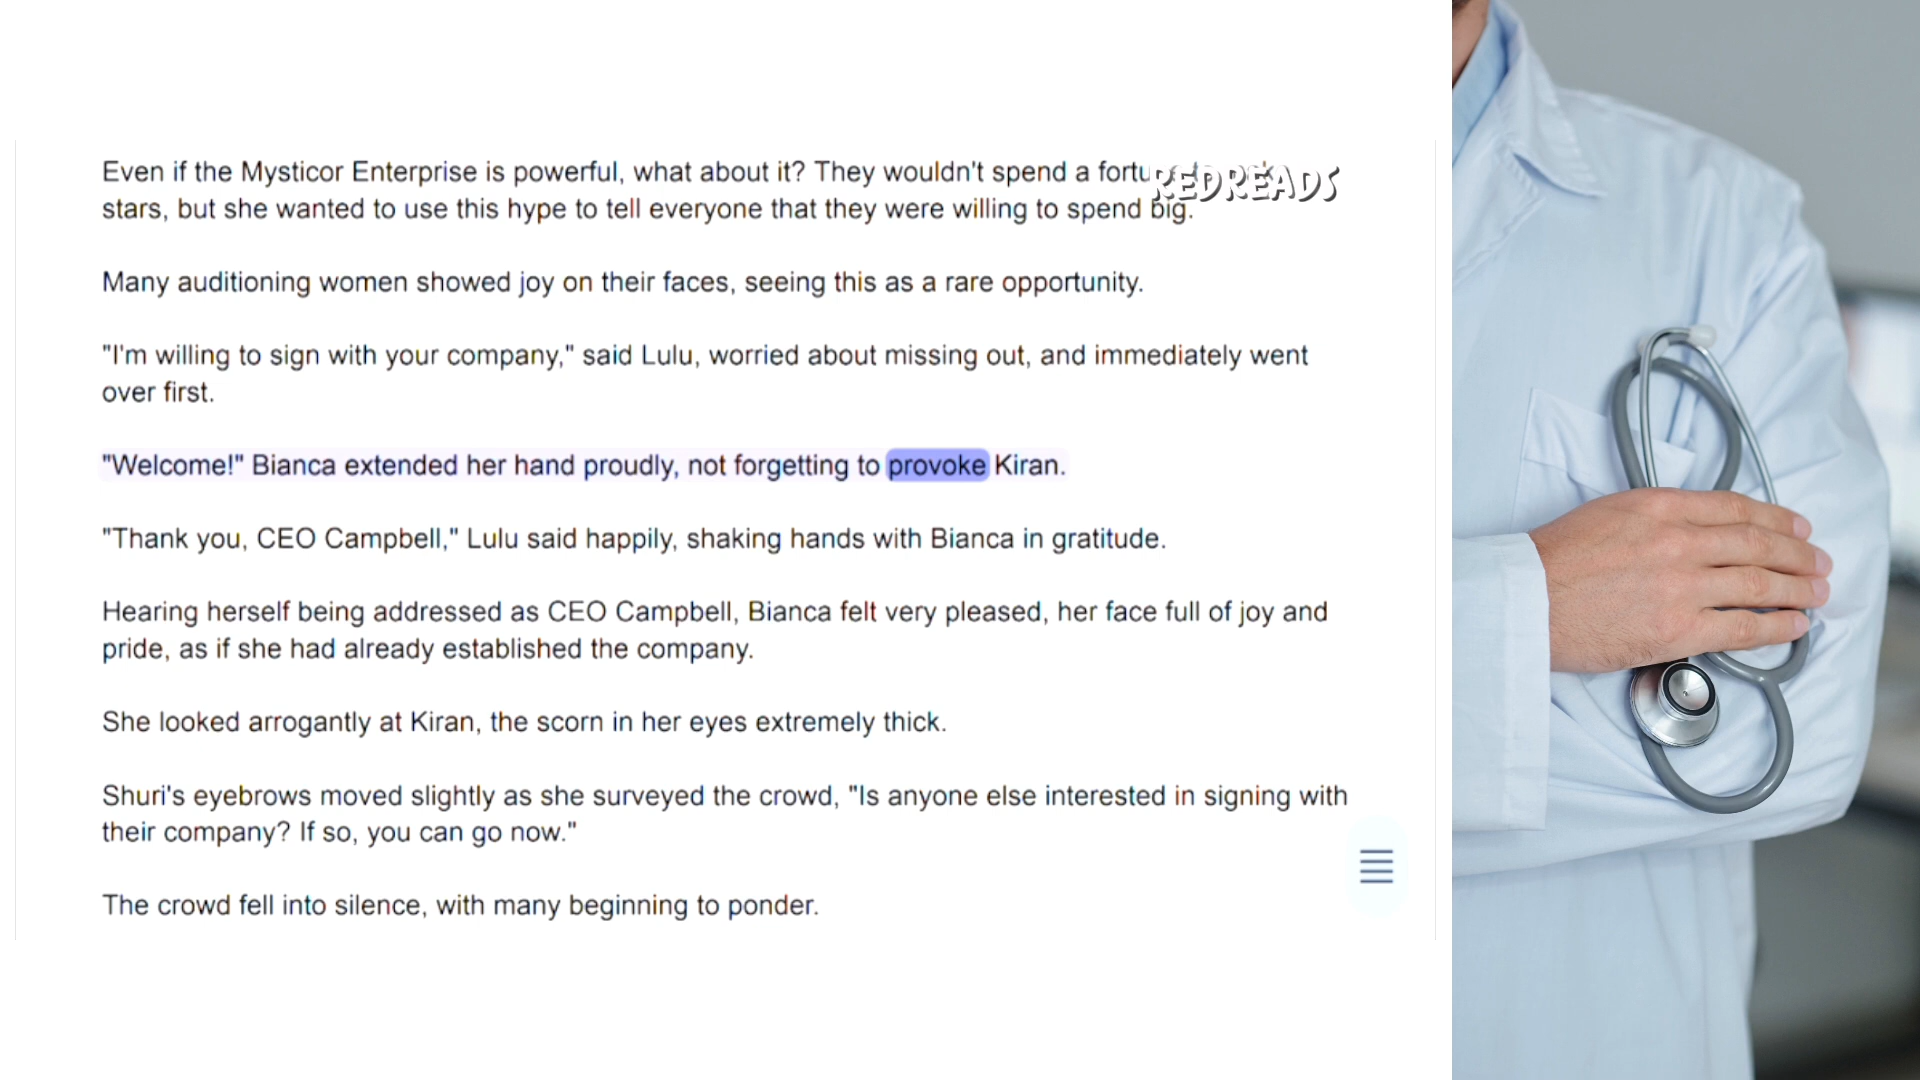 Even if the Mysticor Enterprise is powerful, what about it? They wouldn't spend a
REDREADS
stars, but she wanted to use this hype to tell everyone that they were willing to spend big.
Many auditioning women showed joy on their faces, seeing this as a rare opportunity.
"I'm willing to sign with your company," said Lulu, worried about missing out, and immediately went
over first.
"Welcome!" Bianca extended her hand proudly, not forgetting to provoke Kiran.
"Thank you, CEO Campbell," Lulu said happily, shaking hands with Bianca in gratitude.
Hearing herself being addressed as CEO Campbell, Bianca felt very pleased, her face full of joy and
pride, as if she had already established the company.
She looked arrogantly at Kiran, the scorn in her eyes extremely thick.
Shuri's eyebrows moved slightly as she surveyed the crowd, "Is anyone else interested in signing with
their company? If so, you can go now."
The crowd fell into silence, with many beginning to ponder.